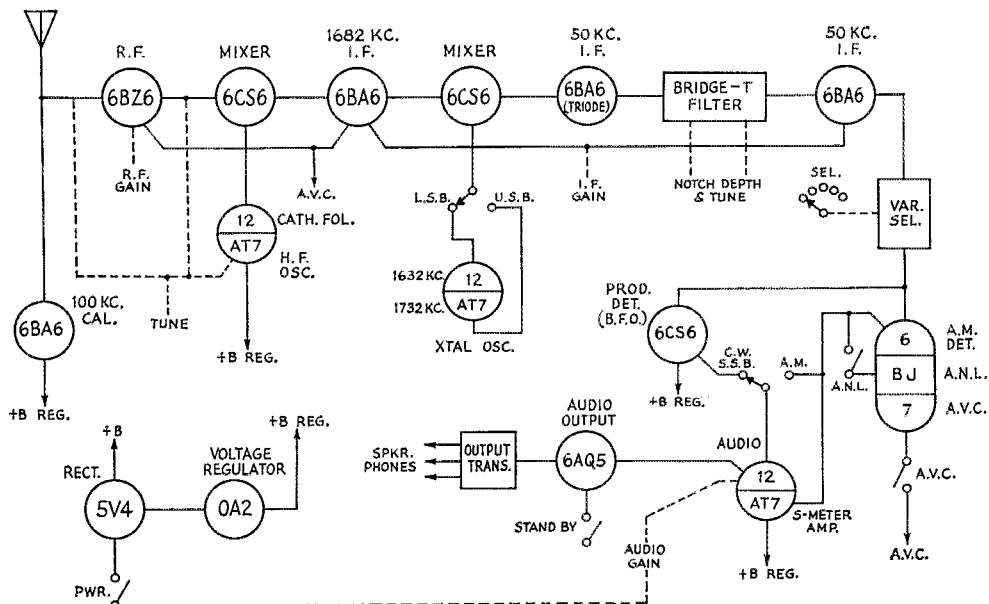 R.F.
MIXER
1682 KC.
I.F.
MIXER
50 KC.
I.F.
50 KC.
I.F.
6BZ6
6CS6
6BA6
6CS6
6BA6
(TRIODE)
BRIDGE-T
FILTER
6BA6
R.F.
GAIN
A.V.C.
I.F.
GAIN
NOTCH DEPTH
& TUNE
SEL.
VAR.
SEL.
L.S.B.
U.S.B.
12
AT7
CATH. FOL.
H.F.
OSC.
TUNE
+B REG.
1632 KC.
1732 KC.
12
AT7
XTAL OSC.
100 KC.
CAL.
6BA6
+B REG.
PROD.
DET.
(B.F.O.)
6CS6
+B REG.
C.W.
S.S.B.
A.M.
A.N.L.
6
BJ
7
A.M.
DET.
A.N.L.
A.V.C.
A.V.C.
A.V.C.
+B
RECT.
5V4
PWR.
VOLTAGE
REGULATOR
OA2
+B REG.
SPKR.
PHONES
OUTPUT
TRANS.
AUDIO
OUTPUT
6AQ5
STAND BY
AUDIO
12
AT7
S-METER
AMP.
AUDIO
GAIN
+B REG.